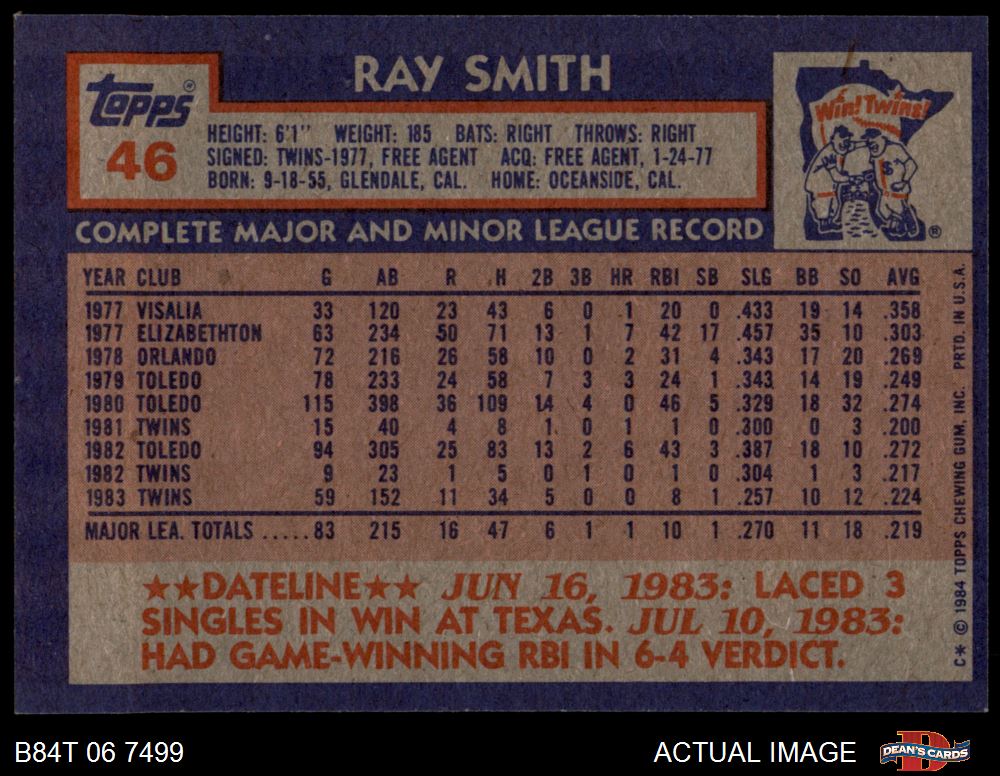 RAY SMITH
Topps®
46
HEIGHT: 6'1" WEIGHT: 185 BATS: RIGHT THROWS: RIGHT
SIGNED: TWINS-1977, FREE AGENT ACQ: FREE AGENT, 1-24-77
BORN: 9-18-55, GLENDALE, CAL. HOME: OCEANSIDE, CAL.
Win! Twins!
®
COMPLETE MAJOR AND MINOR LEAGUE RECORD
YEAR CLUB G AB R H 2B 3B HR RBI SB SLG BB SO AVG
1977 VISALIA 33 120 23 43 6 0 1 20 0 .433 19 14 .358
1977 ELIZABETHTON 63 234 50 71 13 1 7 42 17 .457 35 10 .303
1978 ORLANDO 72 216 26 58 10 0 2 31 4 .343 17 20 .269
1979 TOLEDO 78 233 24 58 7 3 3 24 1 .343 14 19 .249
1980 TOLEDO 115 398 36 109 14 4 0 46 5 .329 18 32 .274
1981 TWINS 15 40 4 8 1 0 1 1 0 .300 0 3 .200
1982 TOLEDO 94 305 25 83 13 2 6 43 3 .387 18 10 .272
1982 TWINS 9 23 1 5 0 1 0 1 0 .304 1 3 .217
1983 TWINS 59 152 11 34 5 0 0 8 1 .257 10 12 .224
MAJOR LEA. TOTALS .....83 215 16 47 6 1 1 10 1 .270 11 18 .219
★★DATELINE★★ JUN 16, 1983: LACED 3
SINGLES IN WIN AT TEXAS. JUL 10, 1983:
HAD GAME-WINNING RBI IN 6-4 VERDICT.
C* © 1984 TOPPS CHEWING GUM, INC. PRTD. IN U.S.A.
B84T 06 7499
ACTUAL IMAGE
DEAN'S CARDS